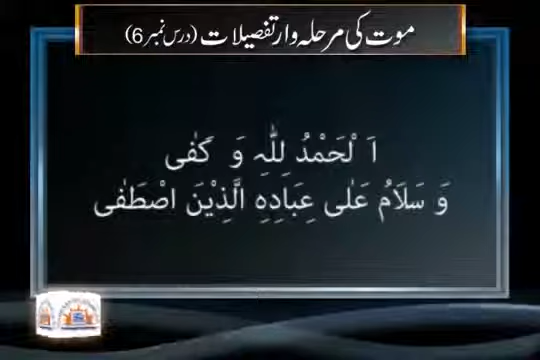 موت کی مرحلہ وار تفصیلات (درس نمبر 6)
اَ لْحَمْدُ لِلّٰہِ وَ کَفٰی
وَ سَلَامُ عَلٰی عِبَادِہِ الَّذِیْنَ اصْطَفٰی